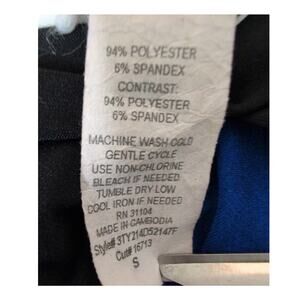 94% POLYESTER
6% SPANDEX
CONTRAST:
94% POLYESTER
6% SPANDEX
MACHINE WASH COLD
GENTLE CYCLE
USE NON-CHLORINE
BLEACH IF NEEDED
TUMBLE DRY LOW
COOL IRON IF NEEDED
RN 31104
MADE IN CAMBODIA
Style# 3TY214D52147F
Cut# 16713
S